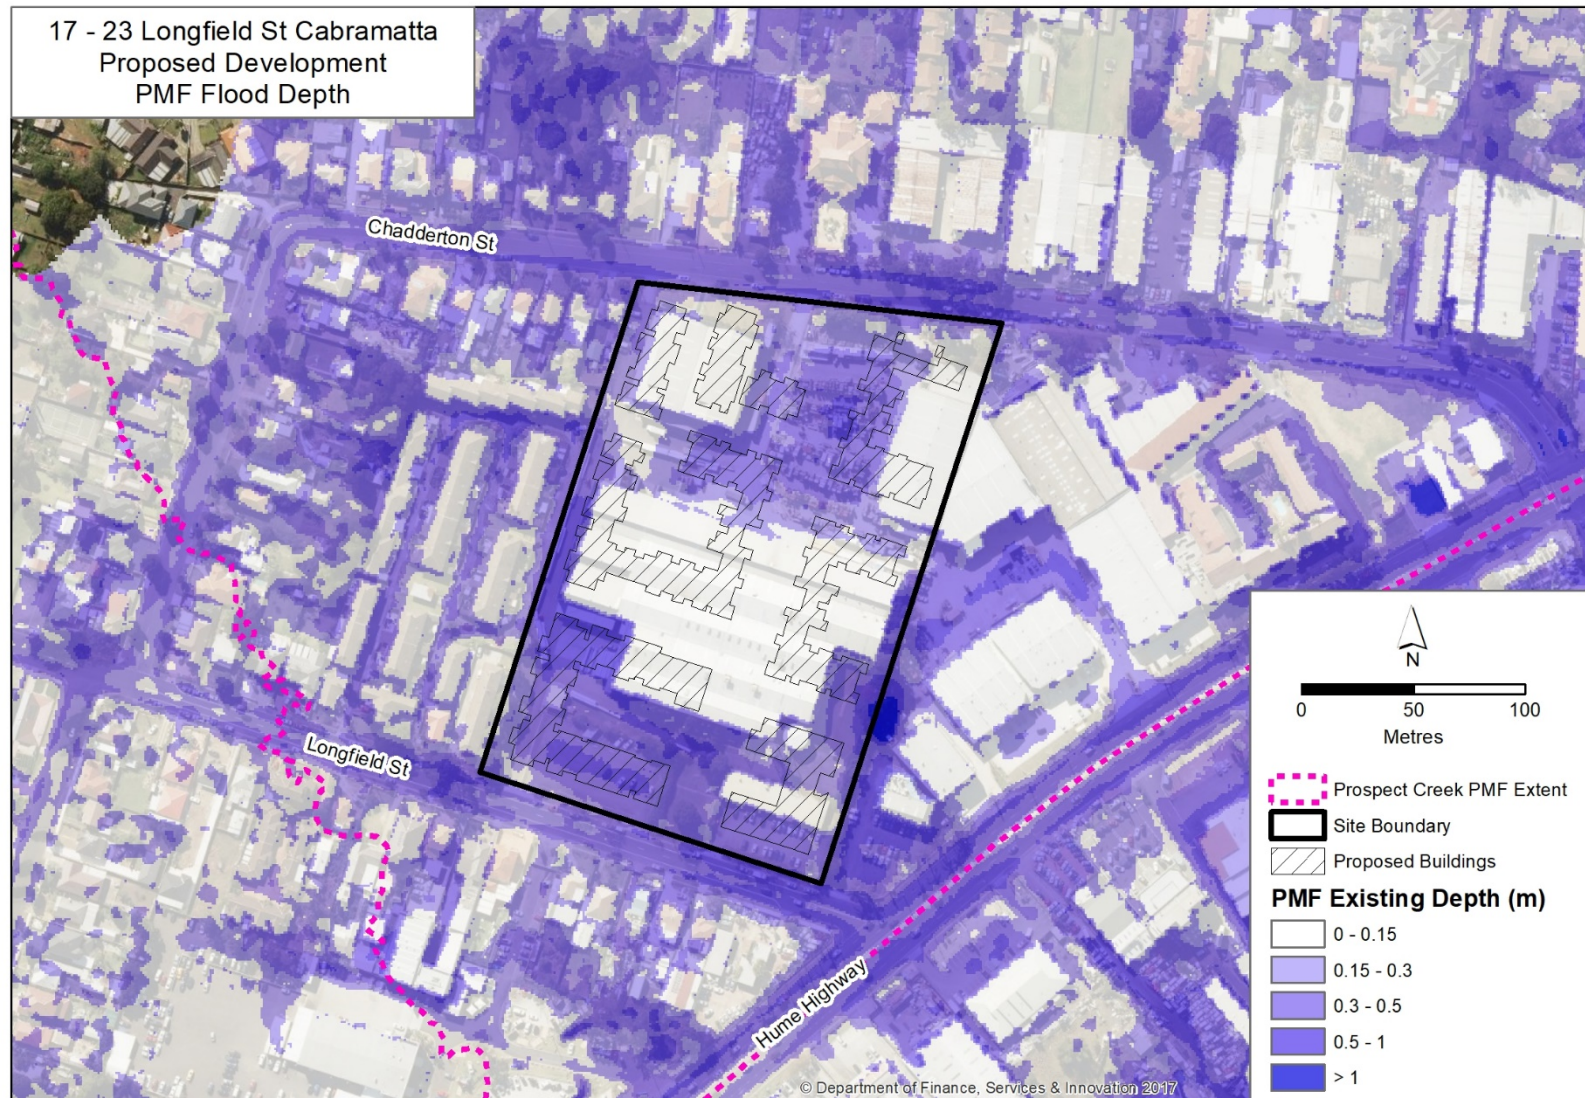 17 - 23 Longfield St Cabramatta
Proposed Development
PMF Flood Depth
Chadderton St
Longfield St
Hume Highway
N
0 50 100
Metres
Prospect Creek PMF Extent
Site Boundary
Proposed Buildings
PMF Existing Depth (m)
0 - 0.15
0.15 - 0.3
0.3 - 0.5
0.5 - 1
> 1
© Department of Finance, Services & Innovation 2017